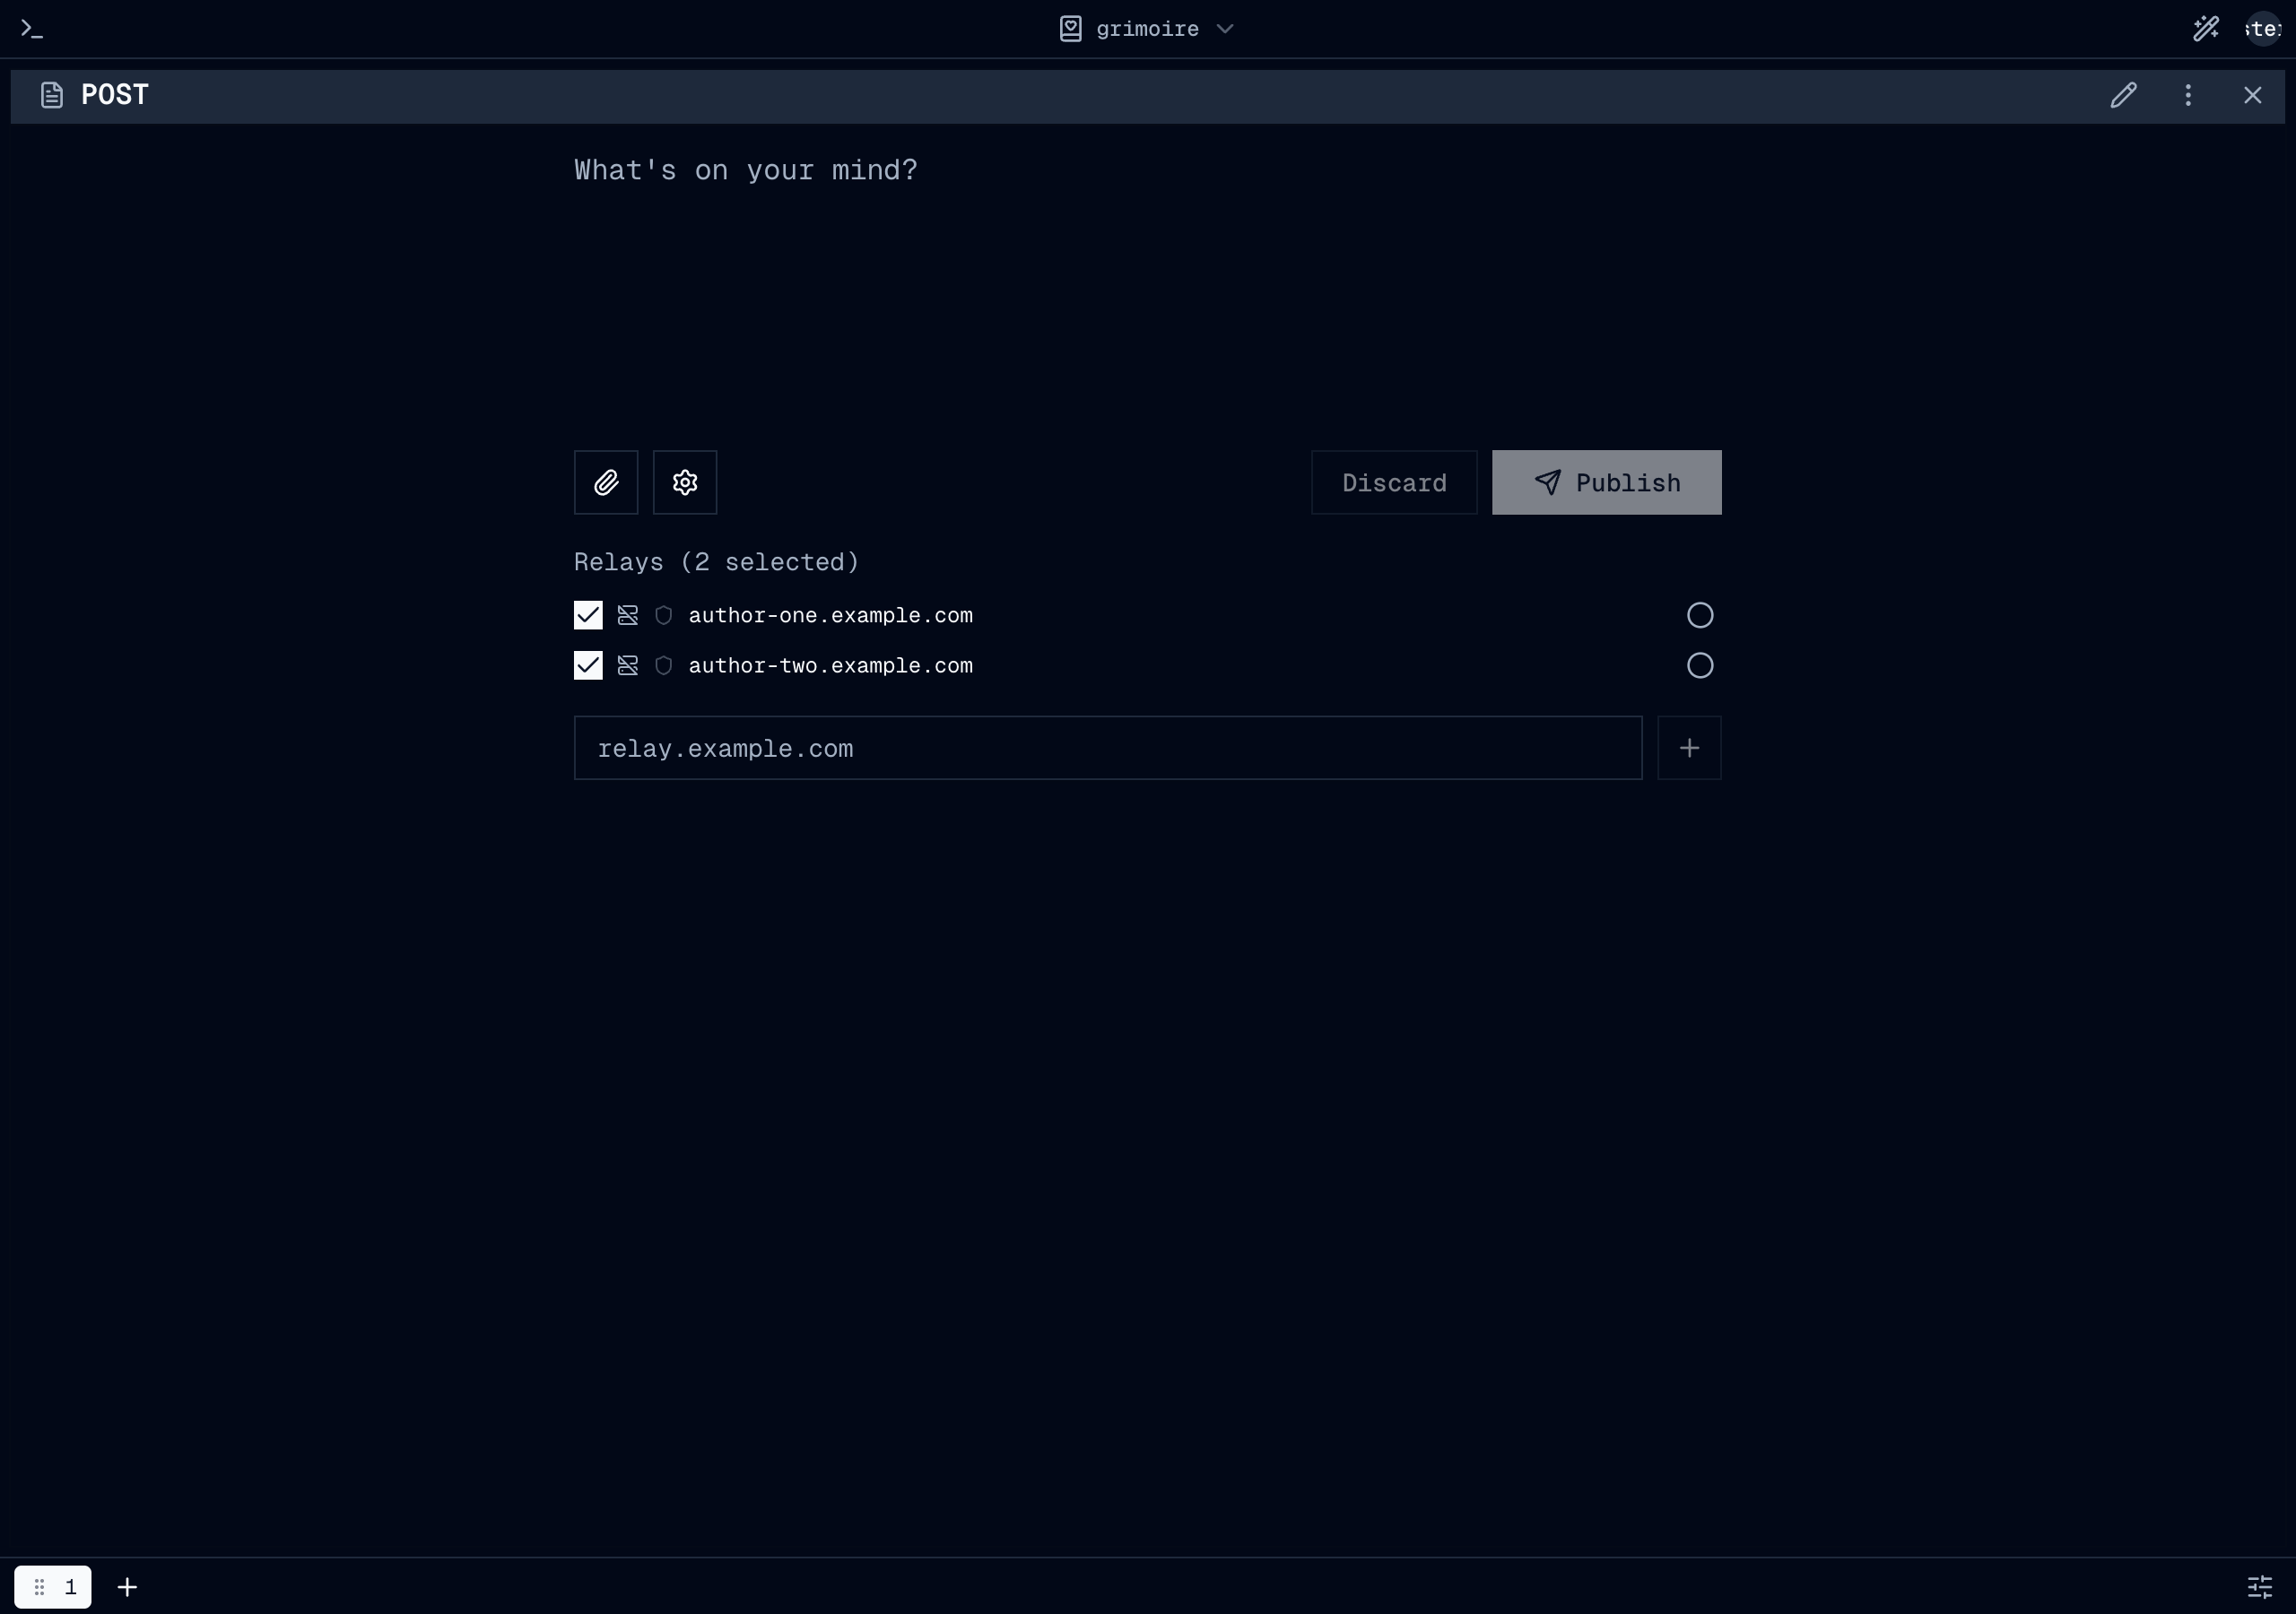 grimoire
POST
What's on your mind?
Discard
Publish
Relays (2 selected)
author-one.example.com
author-two.example.com
relay.example.com
1